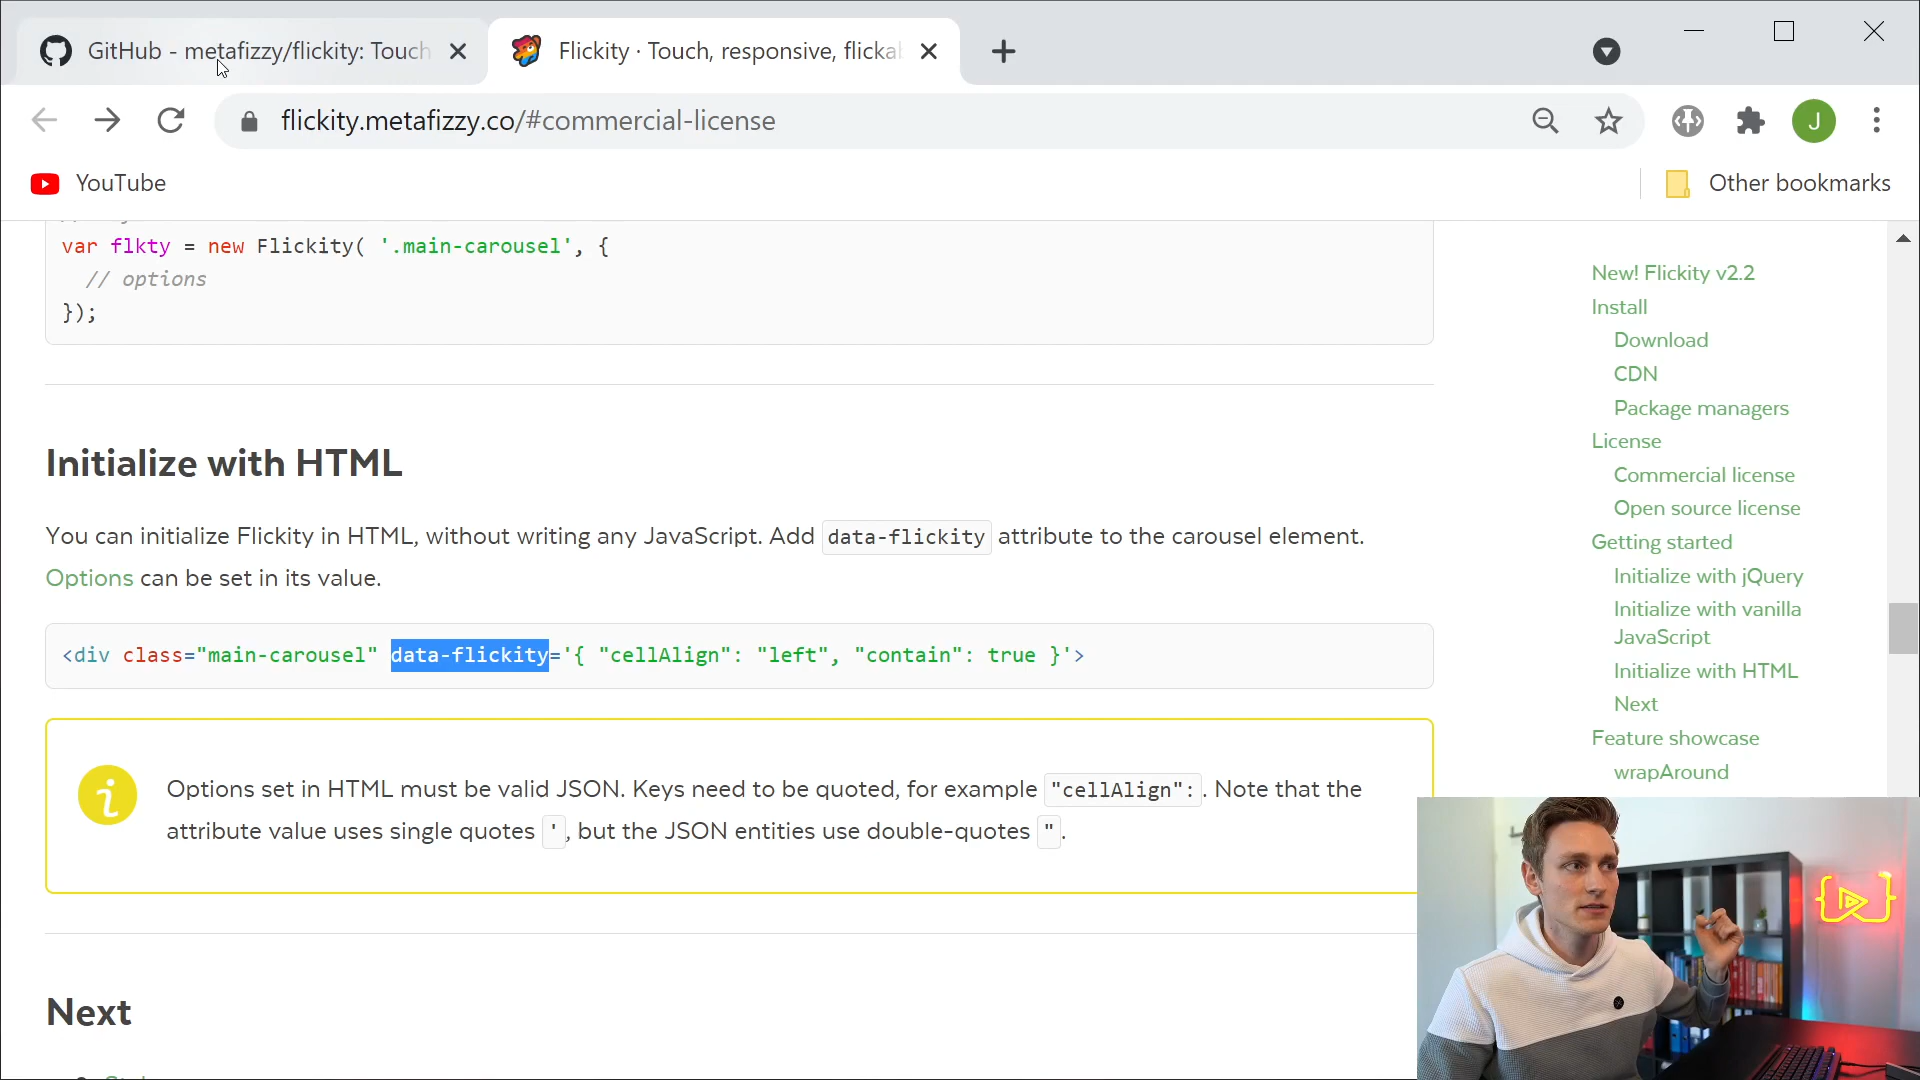 GitHub - metafizzy/flickity: Touch
Flickity · Touch, responsive, flicka
flickity.metafizzy.co/#commercial-license
J
YouTube
Other bookmarks
var flkty = new Flickity( '.main-carousel', {
// options
});
Initialize with HTML
You can initialize Flickity in HTML, without writing any JavaScript. Add data-flickity attribute to the carousel element.
Options can be set in its value.
<div class="main-carousel" data-flickity='{ "cellAlign": "left", "contain": true }'>
Options set in HTML must be valid JSON. Keys need to be quoted, for example "cellAlign":. Note that the
attribute value uses single quotes ', but the JSON entities use double-quotes ".
Next
New! Flickity v2.2
Install
Download
CDN
Package managers
License
Commercial license
Open source license
Getting started
Initialize with jQuery
Initialize with vanilla
JavaScript
Initialize with HTML
Next
Feature showcase
wrapAround